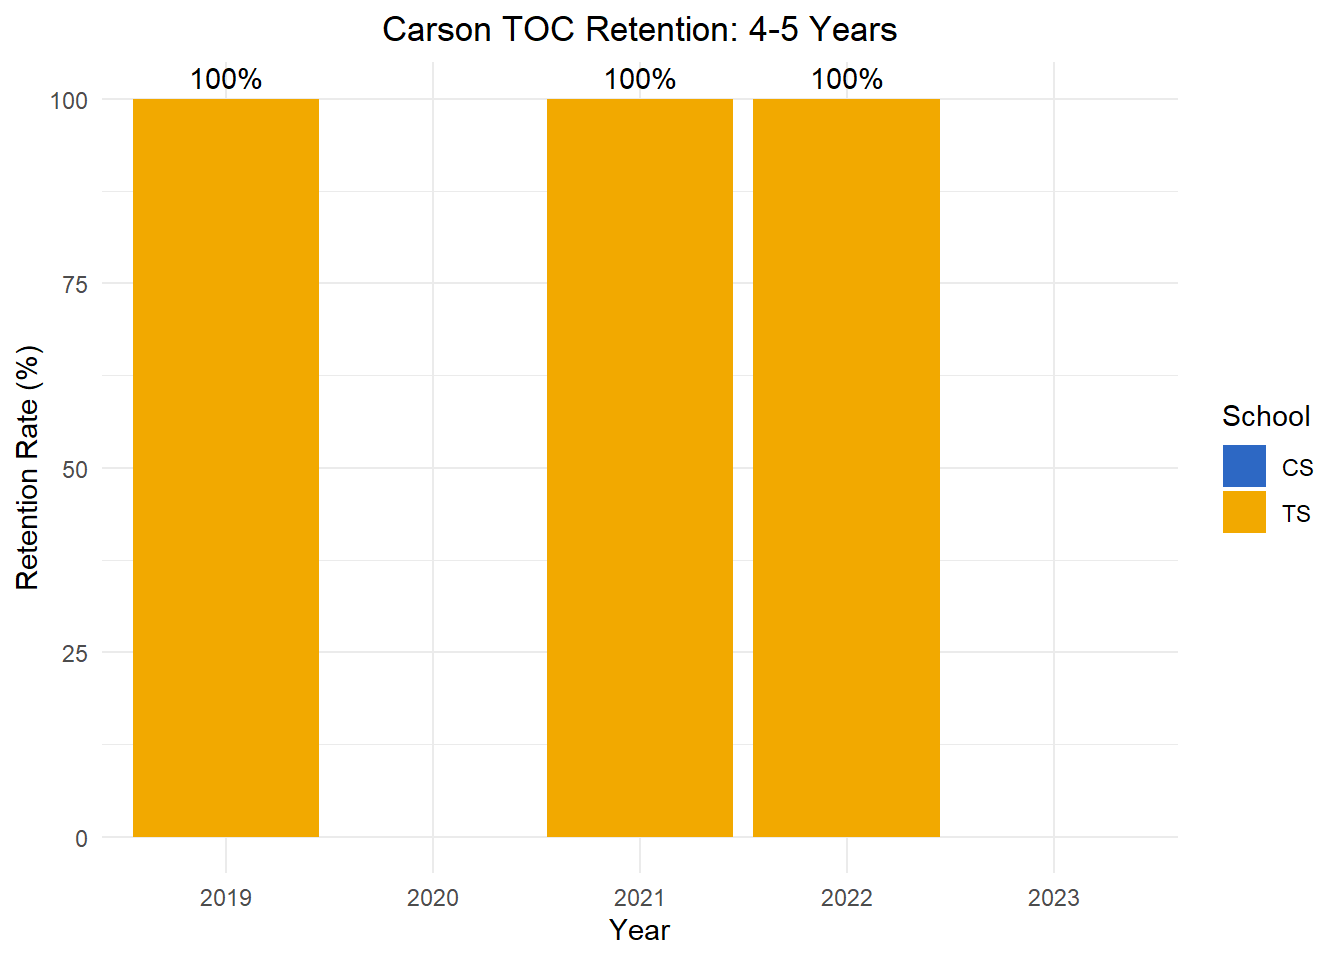 Carson TOC Retention: 4-5 Years
100%
100%
100%
100
75
50
25
0
Retention Rate (%)
2019
2020
2021
2022
2023
Year
School
CS
TS